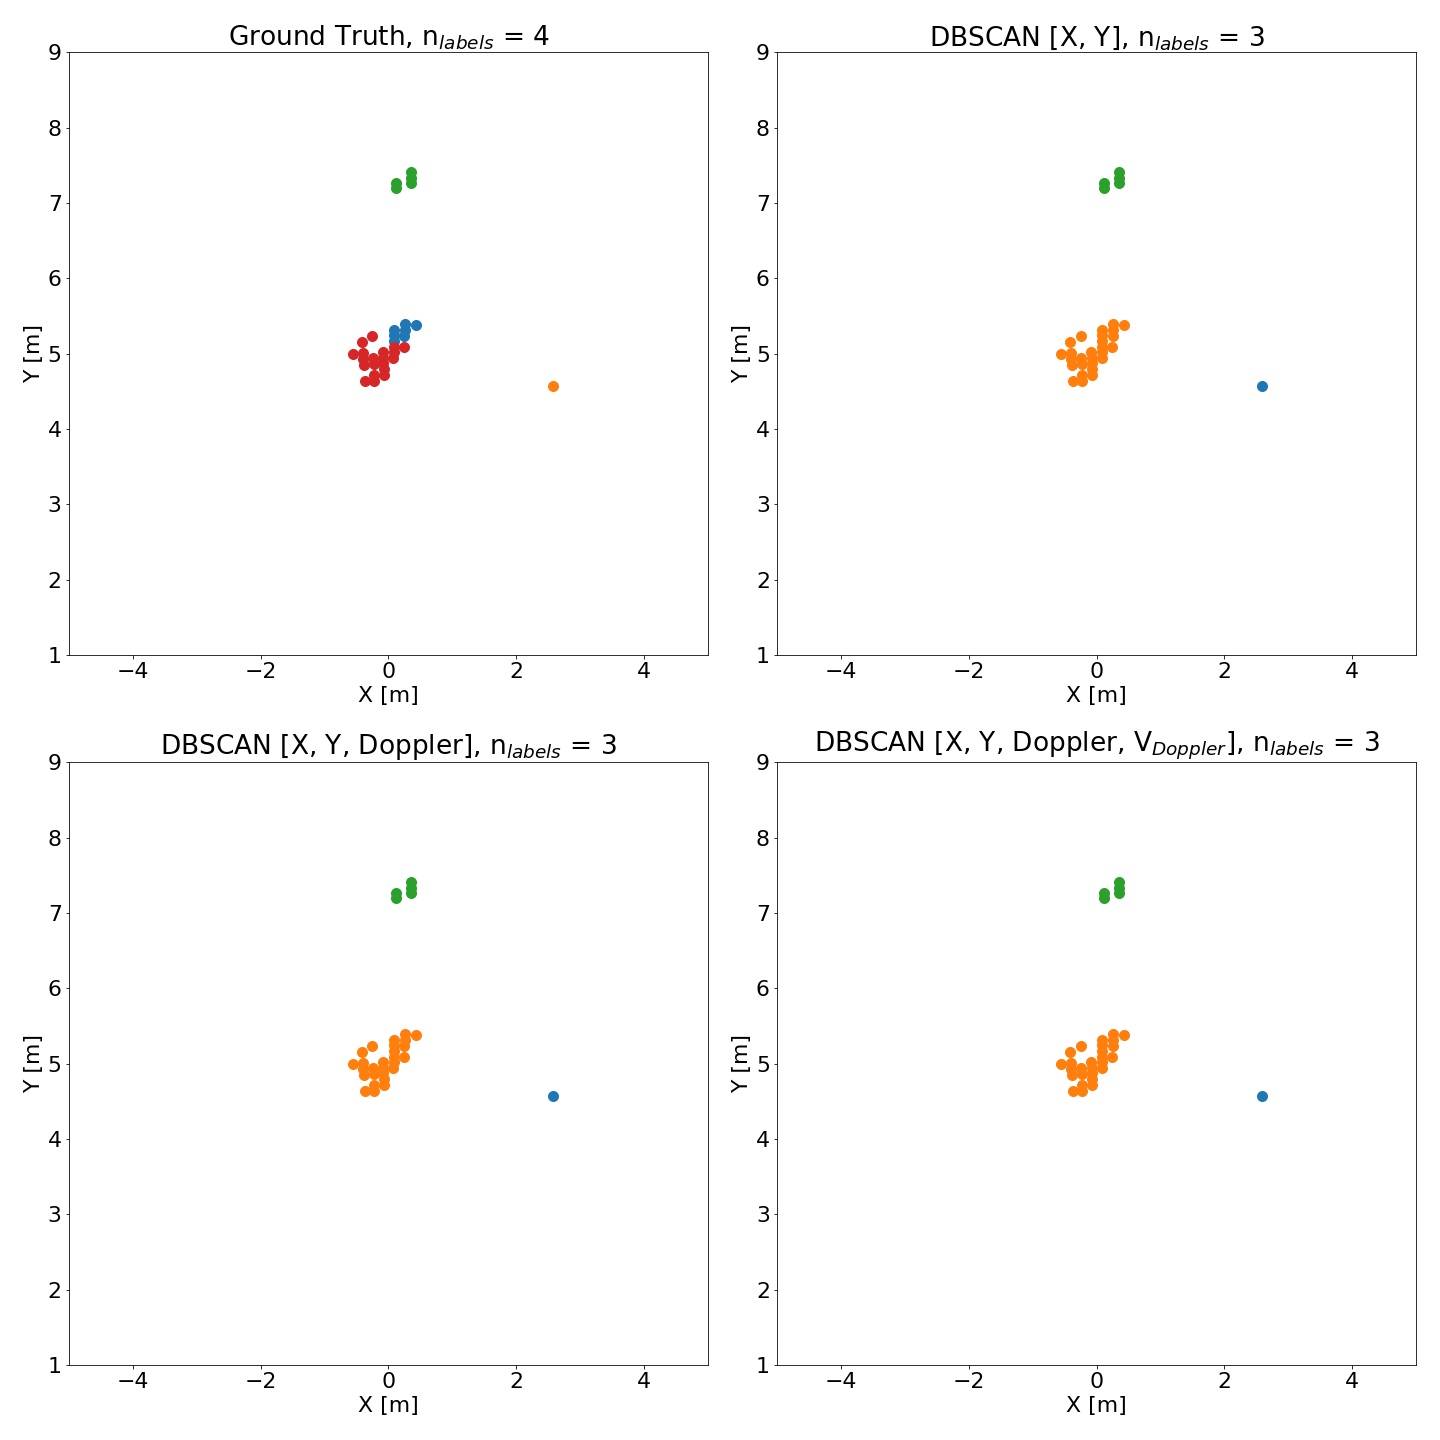 Ground Truth, n_labels = 4
9
8
7
6
5
4
3
2
1
Y [m]
−4 −2 0 2 4
X [m]
DBSCAN [X, Y], n_labels = 3
9
8
7
6
5
4
3
2
1
Y [m]
−4 −2 0 2 4
X [m]
DBSCAN [X, Y, Doppler], n_labels = 3
9
8
7
6
5
4
3
2
1
Y [m]
−4 −2 0 2 4
X [m]
DBSCAN [X, Y, Doppler, V_Doppler], n_labels = 3
9
8
7
6
5
4
3
2
1
Y [m]
−4 −2 0 2 4
X [m]